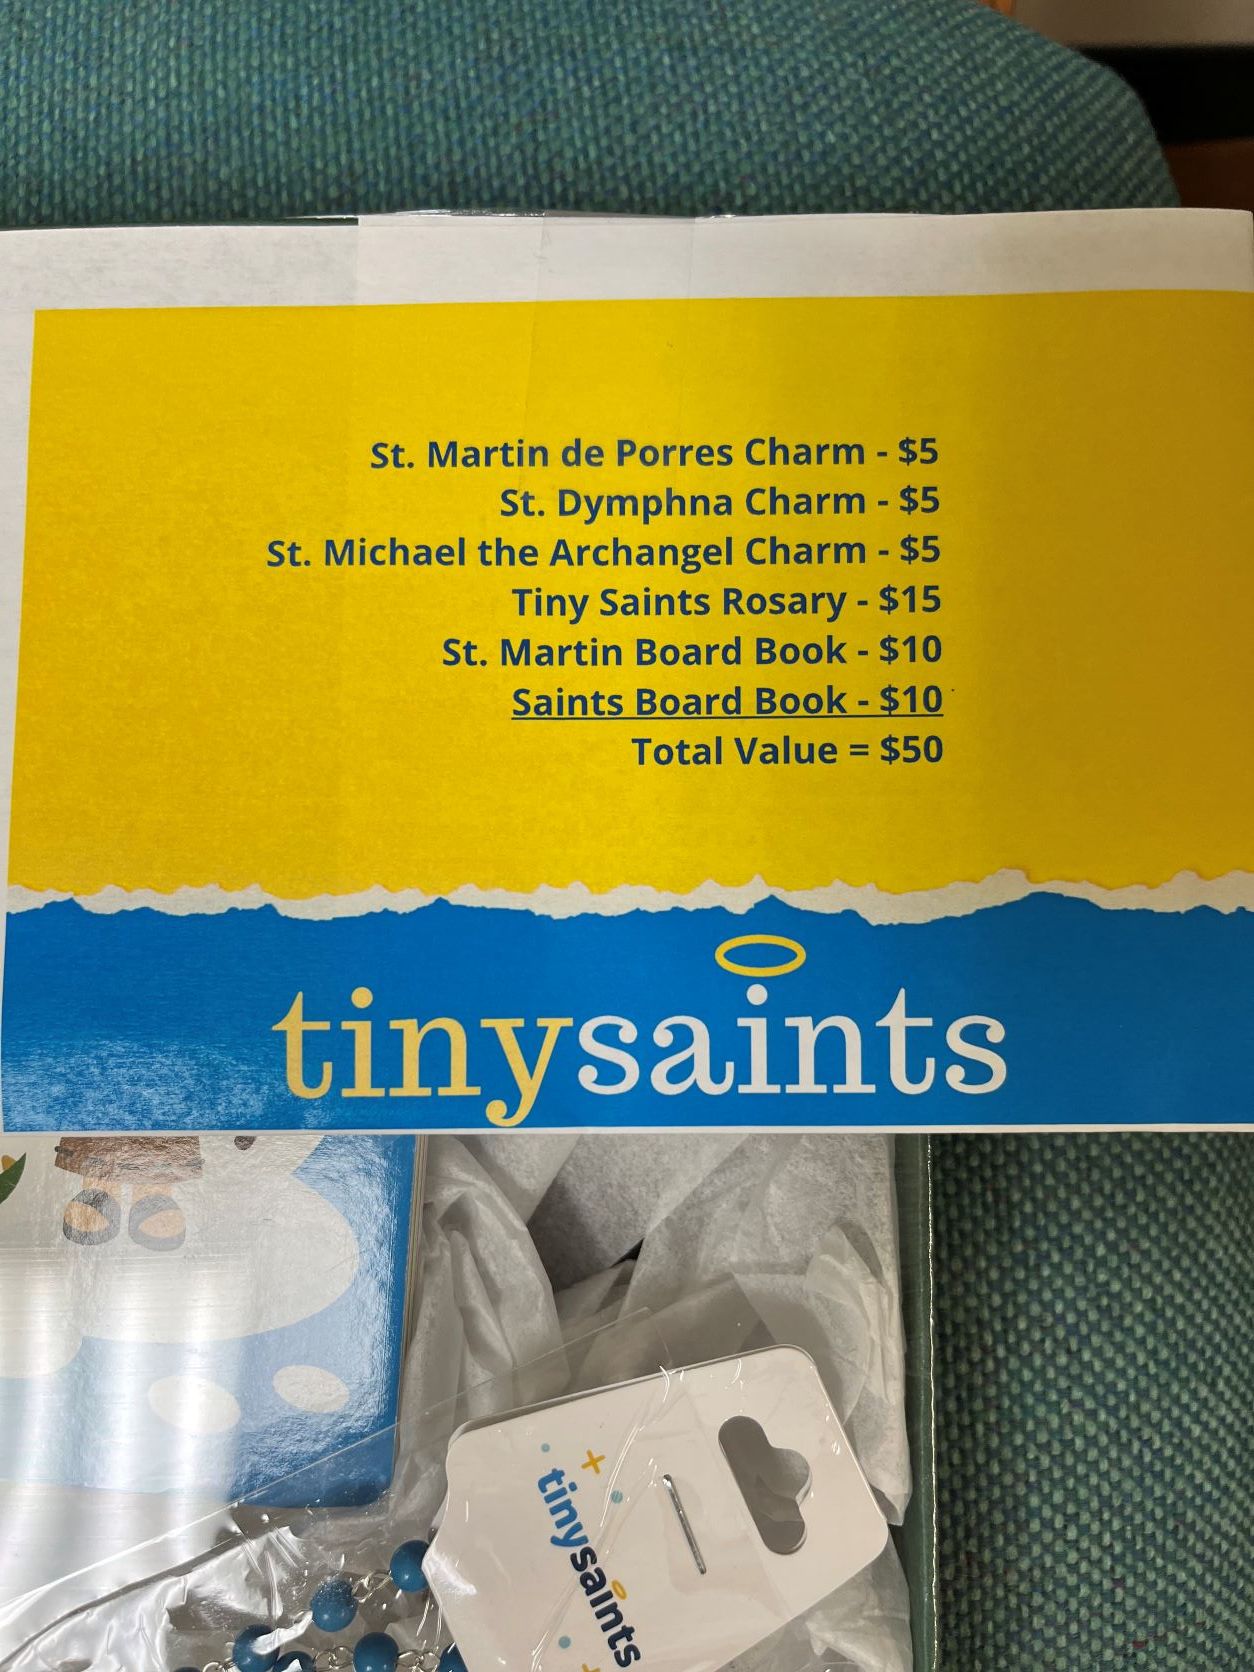 St. Martin de Porres Charm - $5
St. Dymphna Charm - $5
St. Michael the Archangel Charm - $5
Tiny Saints Rosary - $15
St. Martin Board Book - $10
Saints Board Book - $10
Total Value = $50
tinysaints
tinysaints